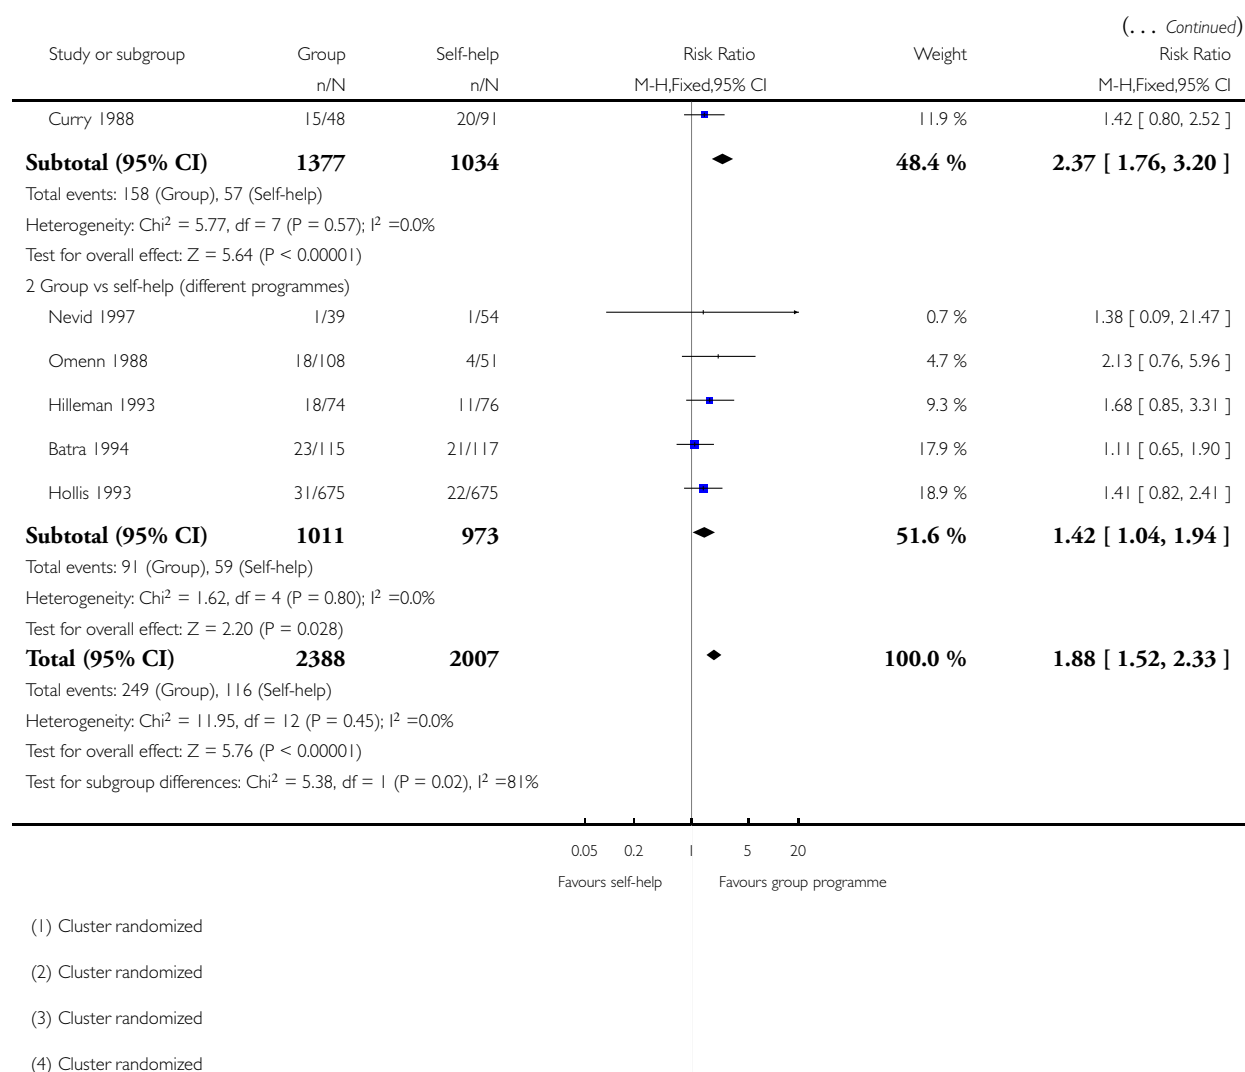 (... Continued)
Study or subgroup Group Self-help Risk Ratio Weight Risk Ratio
n/N n/N M-H,Fixed,95% CI M-H,Fixed,95% CI
Curry 1988 15/48 20/91 11.9 % 1.42 [ 0.80, 2.52 ]
Subtotal (95% CI) 1377 1034 48.4 % 2.37 [ 1.76, 3.20 ]
Total events: 158 (Group), 57 (Self-help)
Heterogeneity: Chi² = 5.77, df = 7 (P = 0.57); I² =0.0%
Test for overall effect: Z = 5.64 (P < 0.00001)
2 Group vs self-help (different programmes)
Nevid 1997 1/39 1/54 0.7 % 1.38 [ 0.09, 21.47 ]
Omenn 1988 18/108 4/51 4.7 % 2.13 [ 0.76, 5.96 ]
Hilleman 1993 18/74 11/76 9.3 % 1.68 [ 0.85, 3.31 ]
Batra 1994 23/115 21/117 17.9 % 1.11 [ 0.65, 1.90 ]
Hollis 1993 31/675 22/675 18.9 % 1.41 [ 0.82, 2.41 ]
Subtotal (95% CI) 1011 973 51.6 % 1.42 [ 1.04, 1.94 ]
Total events: 91 (Group), 59 (Self-help)
Heterogeneity: Chi² = 1.62, df = 4 (P = 0.80); I² =0.0%
Test for overall effect: Z = 2.20 (P = 0.028)
Total (95% CI) 2388 2007 100.0 % 1.88 [ 1.52, 2.33 ]
Total events: 249 (Group), 116 (Self-help)
Heterogeneity: Chi² = 11.95, df = 12 (P = 0.45); I² =0.0%
Test for overall effect: Z = 5.76 (P < 0.00001)
Test for subgroup differences: Chi² = 5.38, df = 1 (P = 0.02), I² =81%
0.05 0.2 1 5 20
Favours self-help Favours group programme
(1) Cluster randomized
(2) Cluster randomized
(3) Cluster randomized
(4) Cluster randomized